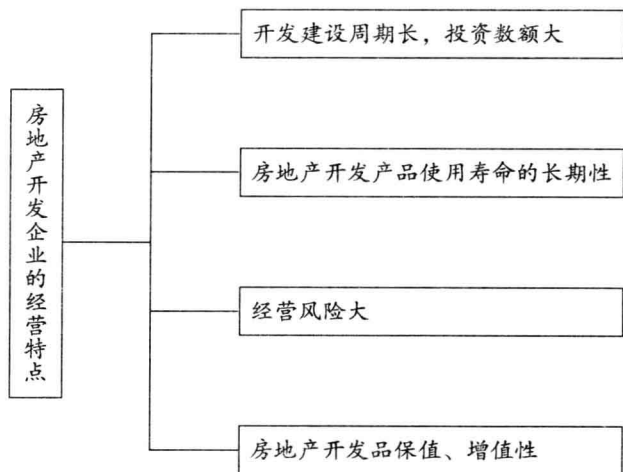 房地产开发企业的经营特点
开发建设周期长，投资数额大
房地产开发产品使用寿命的长期性
经营风险大
房地产开发品保值、增值性